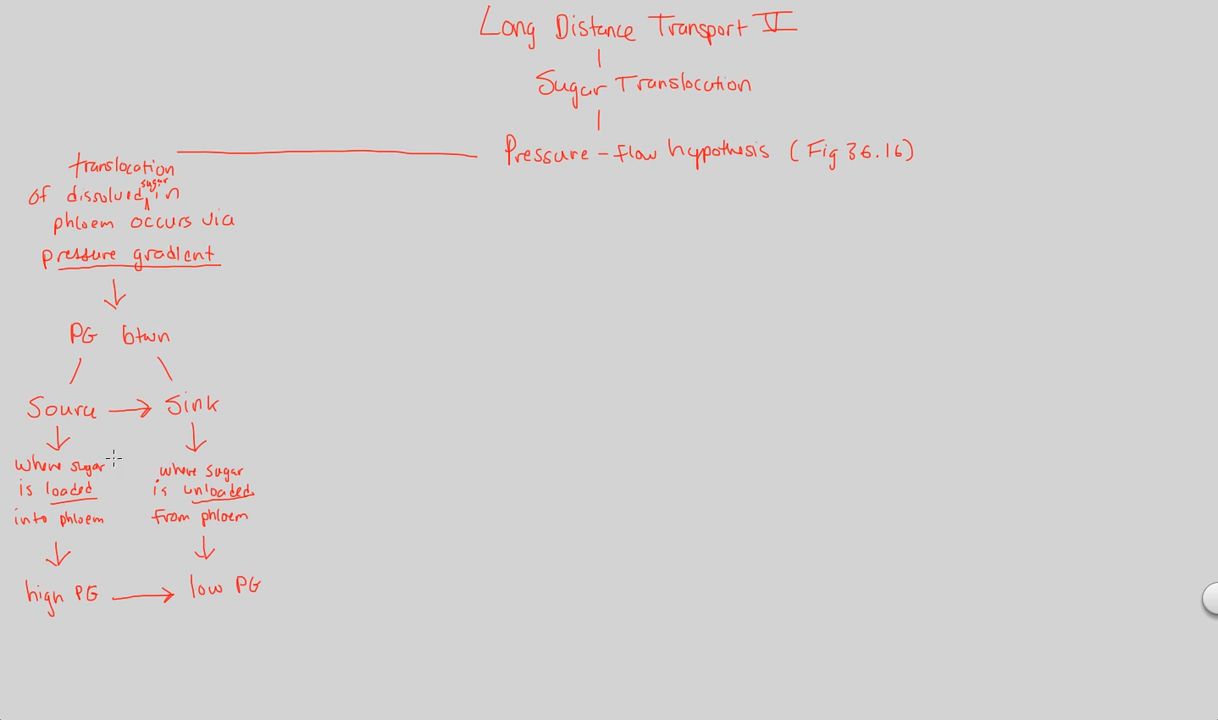 Long Distance Transport V
Sugar Translocation
Pressure-flow hypothesis (Fig 36.16)
translocation
of dissolved sugar in
phloem occurs via
pressure gradient
PG btwn
Source → Sink
where sugar
is loaded
into phloem
where sugar
is unloaded
from phloem
high PG → low PG